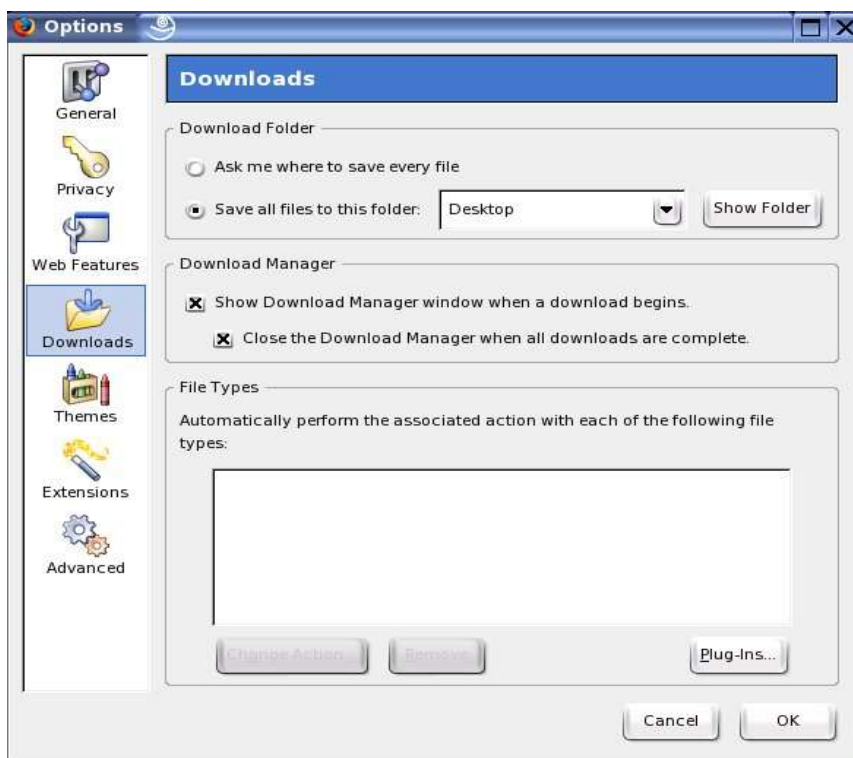 Options
General
Privacy
Web Features
Downloads
Themes
Extensions
Advanced
Downloads
Download Folder
Ask me where to save every file
Save all files to this folder:
Desktop
Show Folder
Download Manager
Show Download Manager window when a download begins.
Close the Download Manager when all downloads are complete.
File Types
Automatically perform the associated action with each of the following file
types:
Change Action...
Remove
Plug-Ins...
Cancel
OK